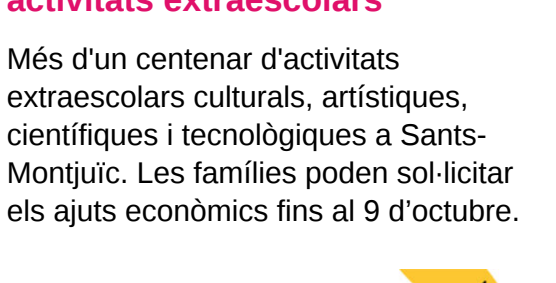 activitats extraescolars
Més d'un centenar d'activitats
extraescolars culturals, artístiques,
científiques i tecnològiques a Sants-
Montjuïc. Les famílies poden sol·licitar
els ajuts econòmics fins al 9 d’octubre.